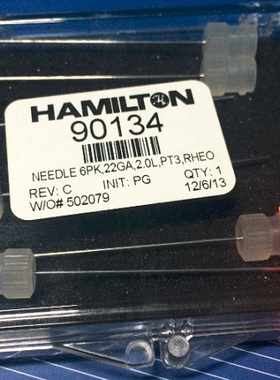 HAMILTON
90134
NEEDLE 6PK,22GA,2.0L,PT3,RHEO
REV: C INIT: PG QTY: 1
W/O# 502079 12/6/13